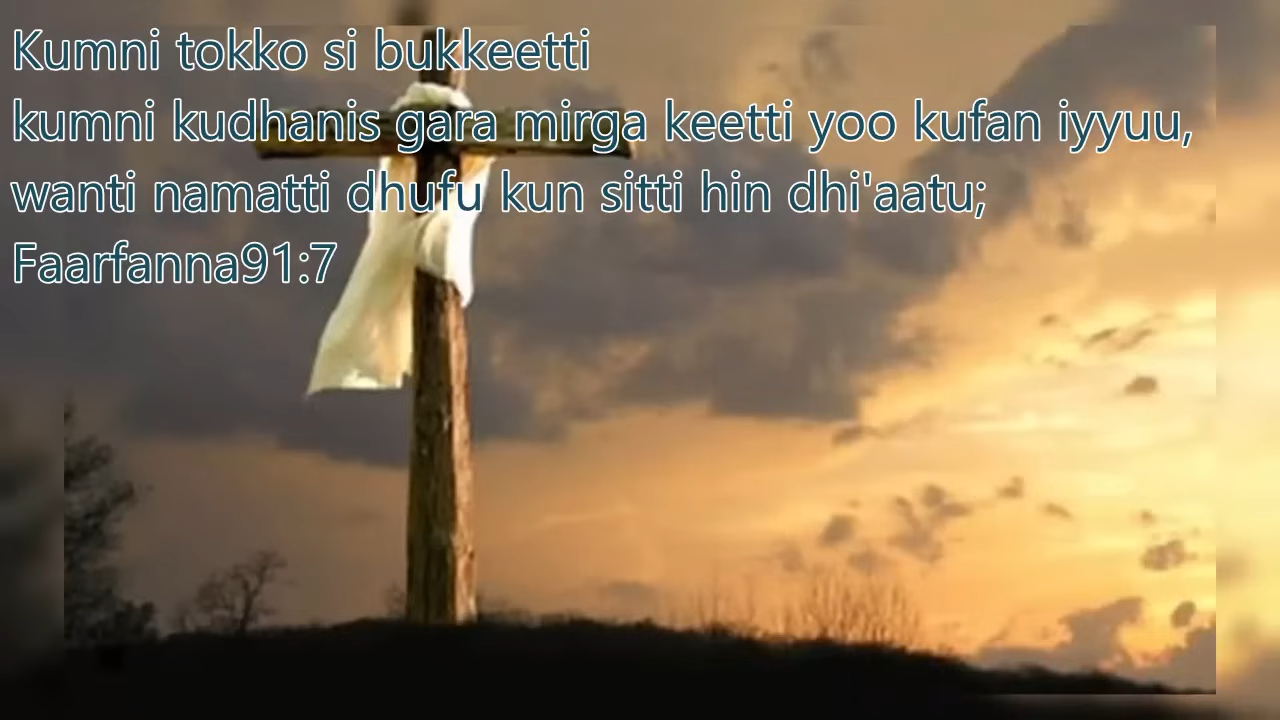 Kumni tokko si bukkeetti
kumni kudhanis gara mirga keetti yoo kufan iyyuu,
wanti namatti dhufu kun sitti hin dhi'aatu;
Faarfanna91:7